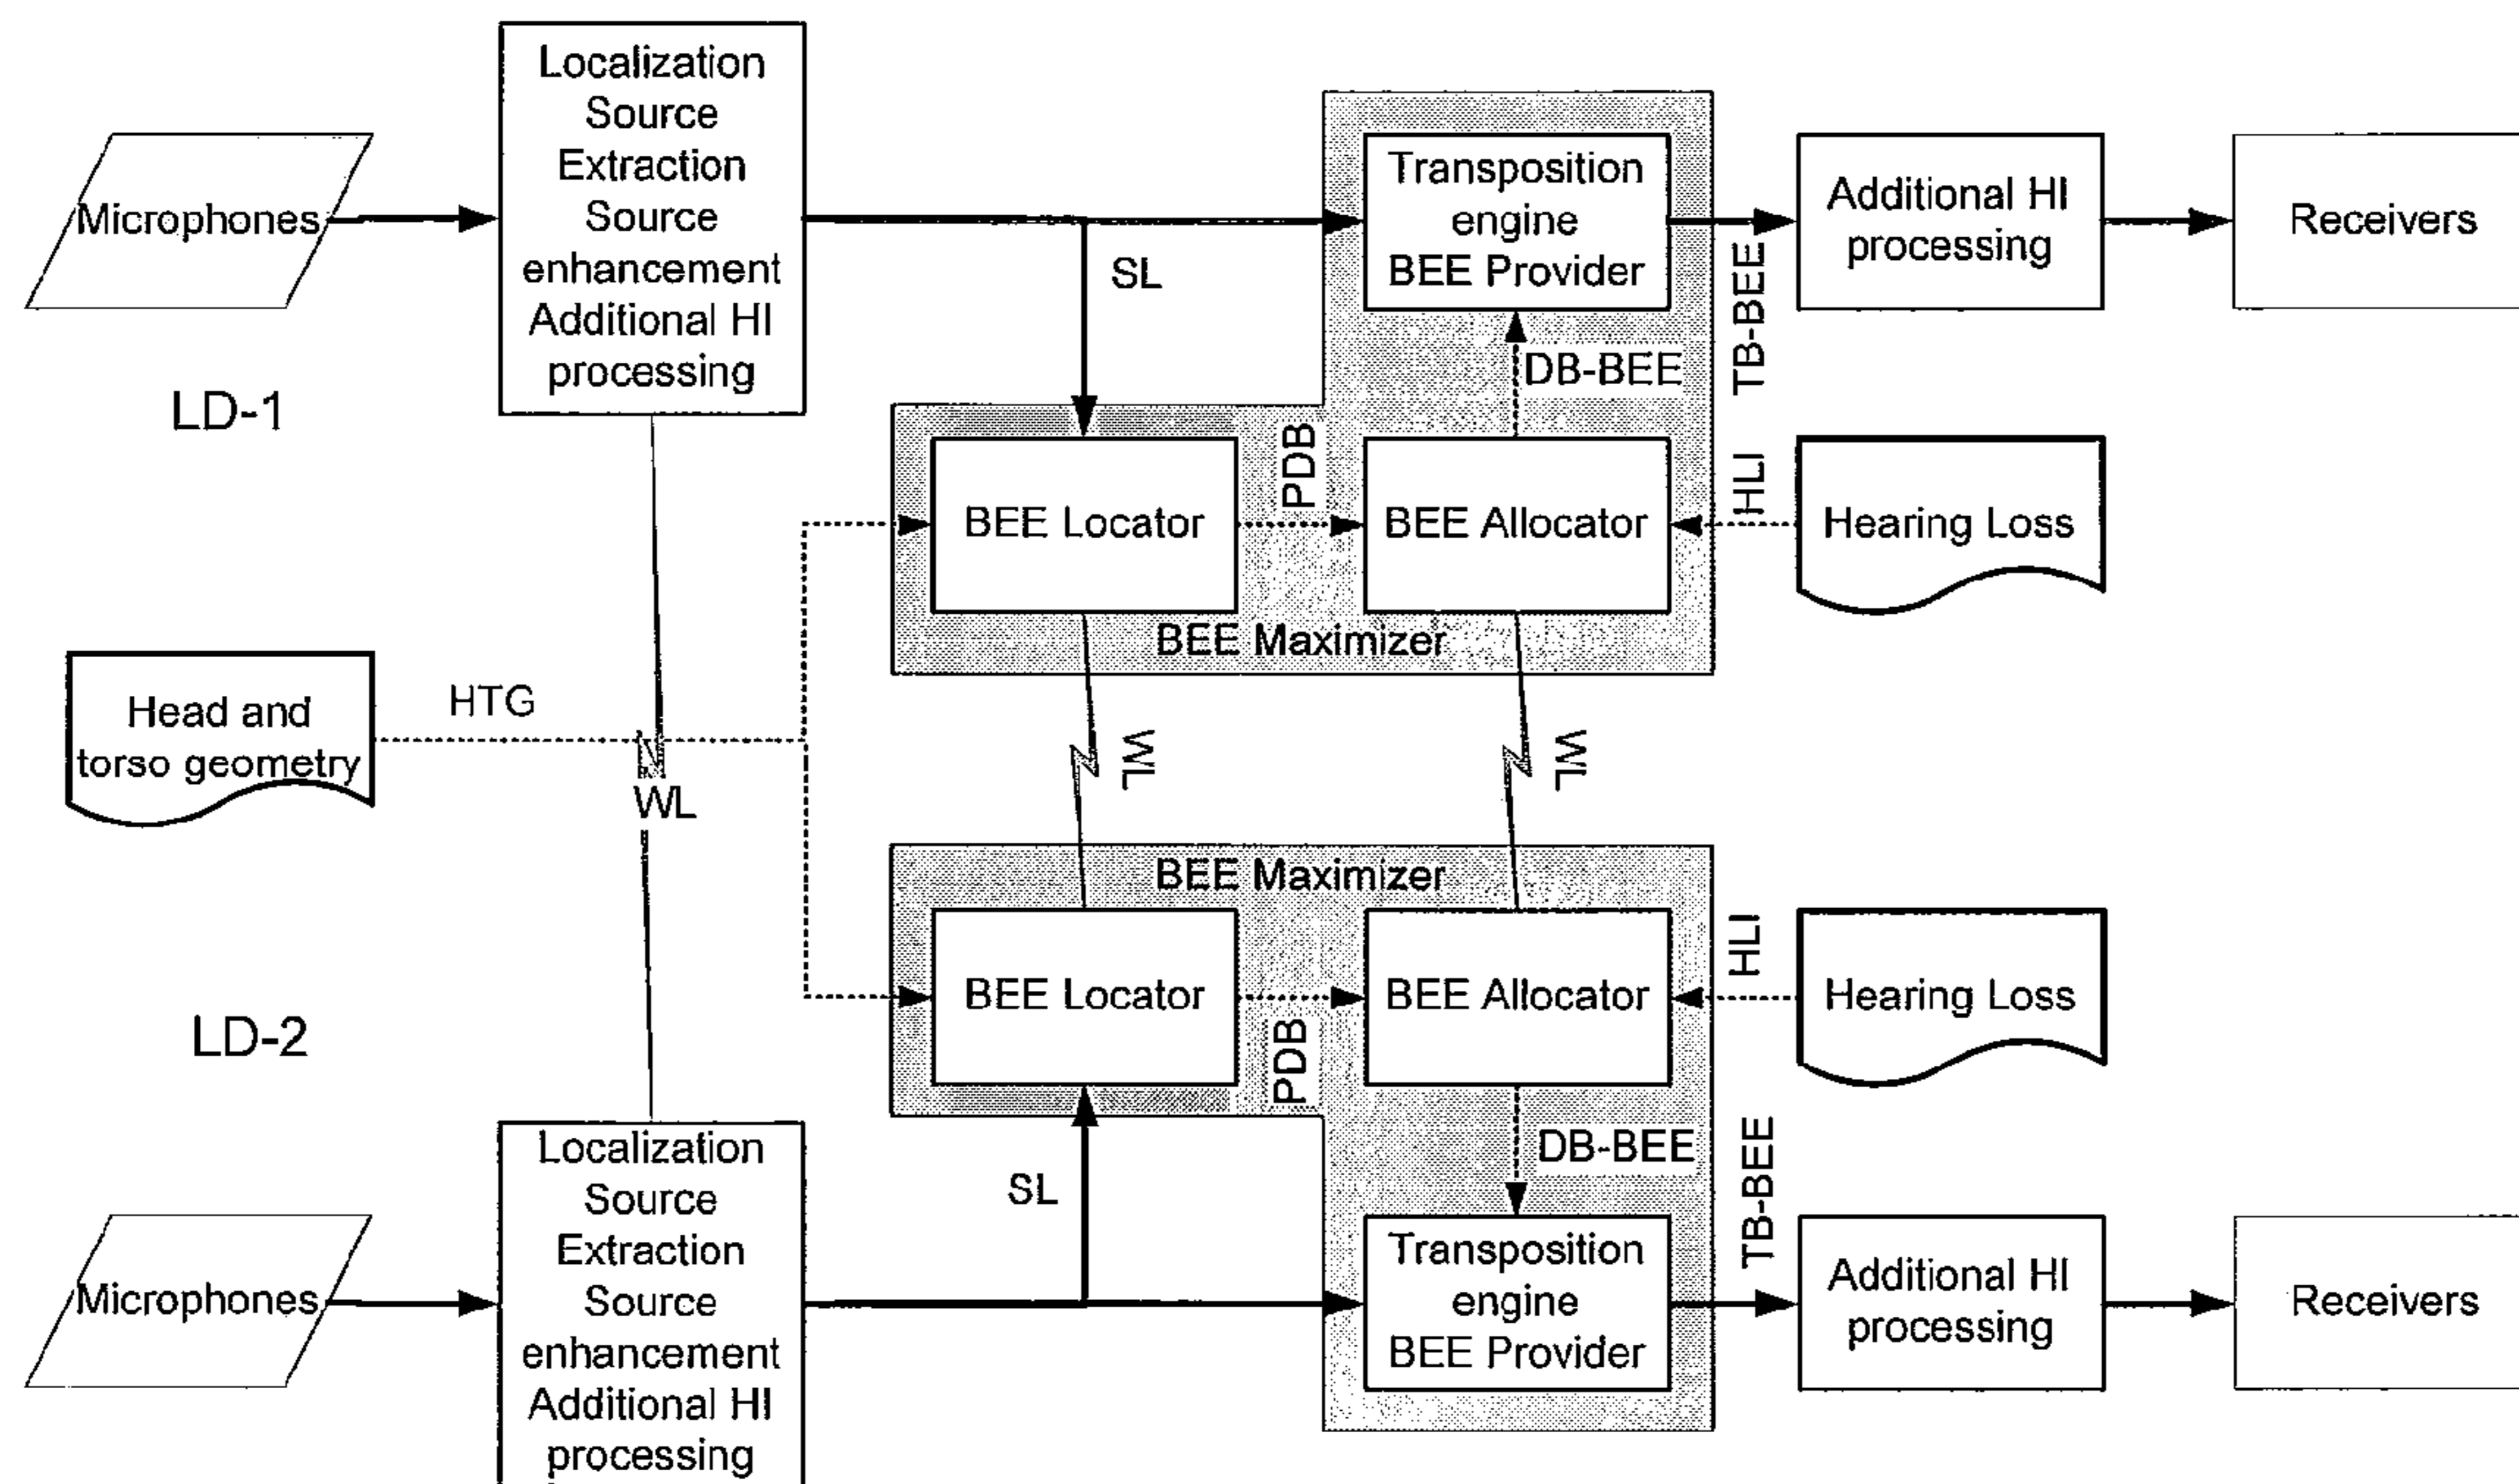 Microphones
Localization
Source
Extraction
Source
enhancement
Additional HI
processing
Transposition
engine
BEE Provider
Additional HI
processing
Receivers
SL
TB-BEE
DB-BEE
LD-1
PDB
HLI
BEE Locator
BEE Allocator
Hearing Loss
BEE Maximizer
Head and
torso geometry
HTG
WL
WL
WL
BEE Maximizer
BEE Locator
BEE Allocator
HLI
Hearing Loss
LD-2
PDB
DB-BEE
TB-BEE
SL
Microphones
Localization
Source
Extraction
Source
enhancement
Additional HI
processing
Transposition
engine
BEE Provider
Additional HI
processing
Receivers